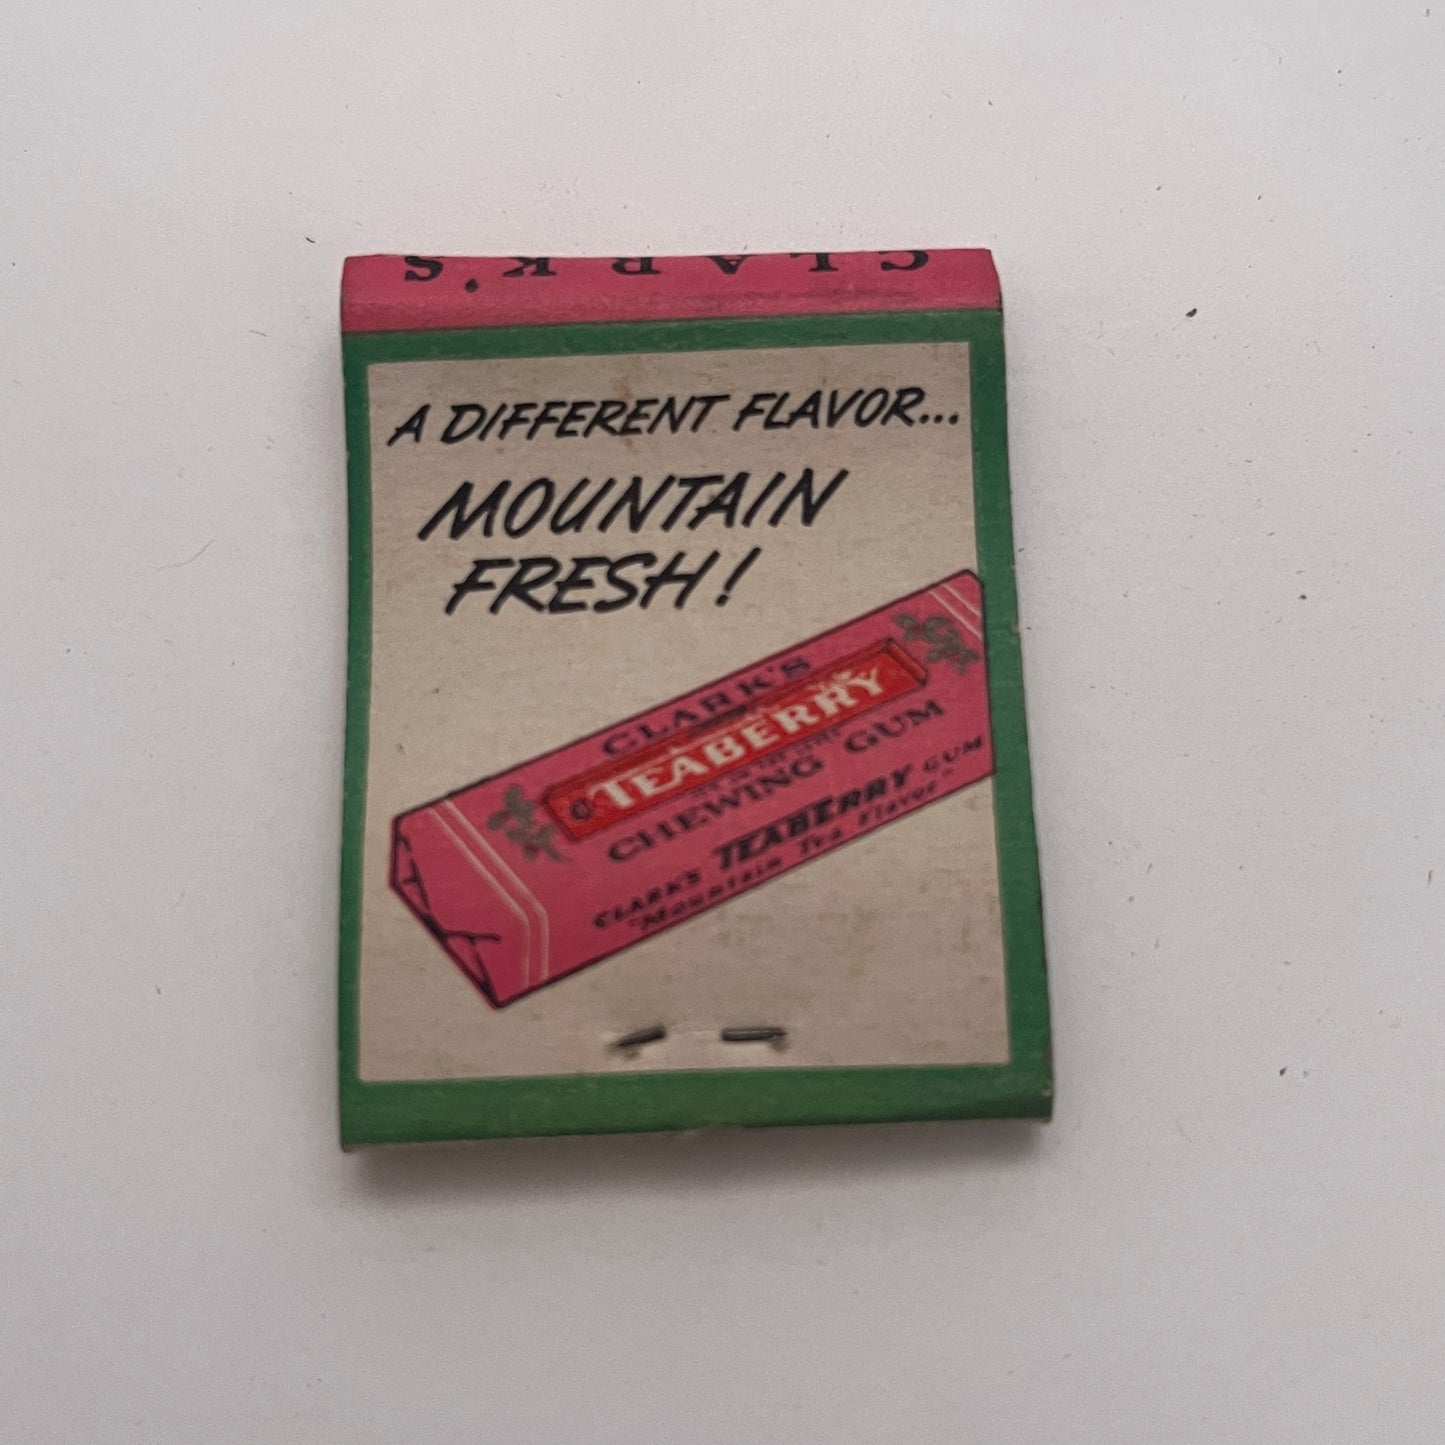 CLARK'S
A DIFFERENT FLAVOR...
MOUNTAIN
FRESH!
CLARK'S
TEABERRY
CHEWING GUM
CLARK'S TEABERRY GUM
"Mountain Tea Flavor"